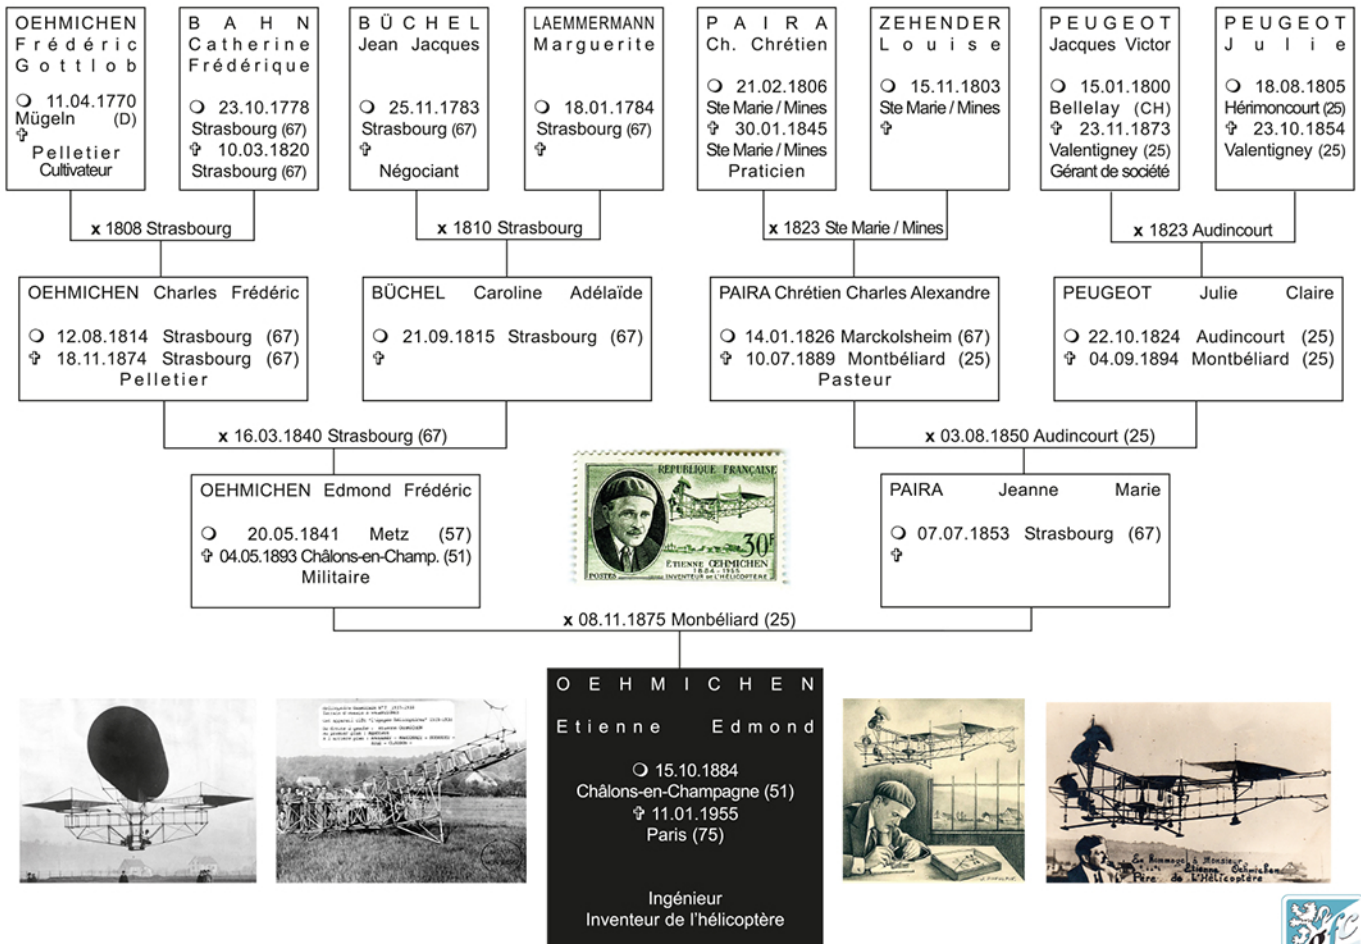 OEHMICHEN
Frédéric
Gottlob
❍ 11.04.1770
Mügeln (D)
✞
Pelletier
Cultivateur
BAHN
Catherine
Frédérique
❍ 23.10.1778
Strasbourg (67)
✞ 10.03.1820
Strasbourg (67)
BÜCHEL
Jean Jacques
❍ 25.11.1783
Strasbourg (67)
✞
Négociant
LAEMMERMANN
Marguerite
❍ 18.01.1784
Strasbourg (67)
✞
PAIRA
Ch. Chrétien
❍ 21.02.1806
Ste Marie / Mines
✞ 30.01.1845
Ste Marie / Mines
Praticien
ZEHENDER
Louise
❍ 15.11.1803
Ste Marie / Mines
✞
PEUGEOT
Jacques Victor
❍ 15.01.1800
Bellelay (CH)
✞ 23.11.1873
Valentigney (25)
Gérant de société
PEUGEOT
Julie
❍ 18.08.1805
Hérimoncourt (25)
✞ 23.10.1854
Valentigney (25)
x 1808 Strasbourg
x 1810 Strasbourg
x 1823 Ste Marie / Mines
x 1823 Audincourt
OEHMICHEN Charles Frédéric
❍ 12.08.1814 Strasbourg (67)
✞ 18.11.1874 Strasbourg (67)
Pelletier
BÜCHEL Caroline Adélaïde
❍ 21.09.1815 Strasbourg (67)
✞
PAIRA Chrétien Charles Alexandre
❍ 14.01.1826 Marckolsheim (67)
✞ 10.07.1889 Montbéliard (25)
Pasteur
PEUGEOT Julie Claire
❍ 22.10.1824 Audincourt (25)
✞ 04.09.1894 Montbéliard (25)
x 16.03.1840 Strasbourg (67)
x 03.08.1850 Audincourt (25)
OEHMICHEN Edmond Frédéric
❍ 20.05.1841 Metz (57)
✞ 04.05.1893 Châlons-en-Champ. (51)
Militaire
REPUBLIQUE FRANÇAISE
30F
ETIENNE ŒHMICHEN
1884-1955
INVENTEUR DE L'HÉLICOPTÈRE
POSTES
PAIRA Jeanne Marie
❍ 07.07.1853 Strasbourg (67)
✞
x 08.11.1875 Monbéliard (25)
OEHMICHEN
Etienne Edmond
❍ 15.10.1884
Châlons-en-Champagne (51)
✞ 11.01.1955
Paris (75)
Ingénieur
Inventeur de l'hélicoptère
En Hommage à Monsieur
Etienne Oehmichen
Père de L'Hélicoptère